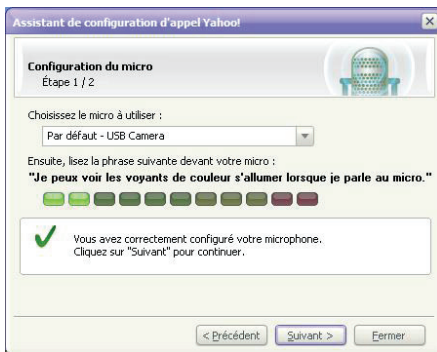 Assistant de configuration d'appel Yahoo!
Configuration du micro
Étape 1 / 2
Choisissez le micro à utiliser :
Par défaut - USB Camera
Ensuite, lisez la phrase suivante devant votre micro :
"Je peux voir les voyants de couleur s'allumer lorsque je parle au micro."
Vous avez correctement configuré votre microphone.
Cliquez sur "Suivant" pour continuer.
< Précédent
Suivant >
Fermer